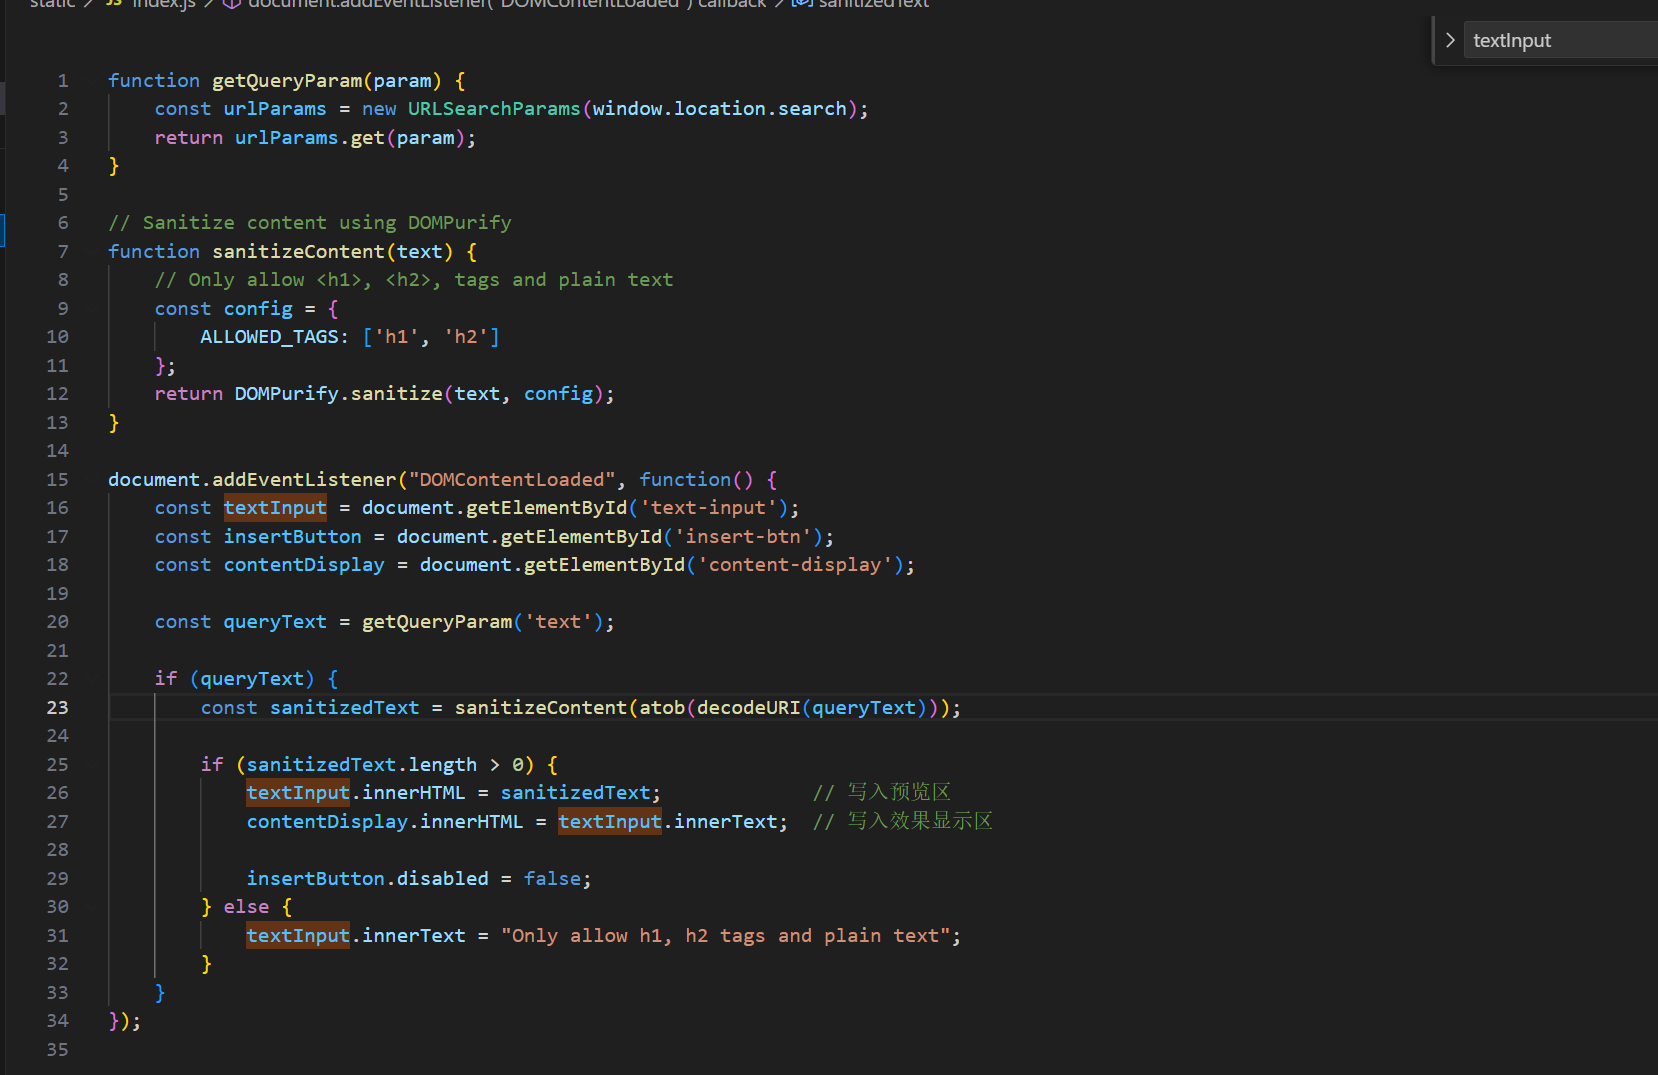 static > JS index.js > document.addEventListener("DOMContentLoaded") callback > sanitizedText
textInput
1 function getQueryParam(param) {
2     const urlParams = new URLSearchParams(window.location.search);
3     return urlParams.get(param);
4 }
5
6 // Sanitize content using DOMPurify
7 function sanitizeContent(text) {
8     // Only allow <h1>, <h2>, tags and plain text
9     const config = {
10         ALLOWED_TAGS: ['h1', 'h2']
11     };
12     return DOMPurify.sanitize(text, config);
13 }
14
15 document.addEventListener("DOMContentLoaded", function() {
16     const textInput = document.getElementById('text-input');
17     const insertButton = document.getElementById('insert-btn');
18     const contentDisplay = document.getElementById('content-display');
19
20     const queryText = getQueryParam('text');
21
22     if (queryText) {
23         const sanitizedText = sanitizeContent(atob(decodeURI(queryText)));
24
25         if (sanitizedText.length > 0) {
26             textInput.innerHTML = sanitizedText;             // 写入预览区
27             contentDisplay.innerHTML = textInput.innerText;  // 写入效果显示区
28
29             insertButton.disabled = false;
30         } else {
31             textInput.innerText = "Only allow h1, h2 tags and plain text";
32         }
33     }
34 });
35